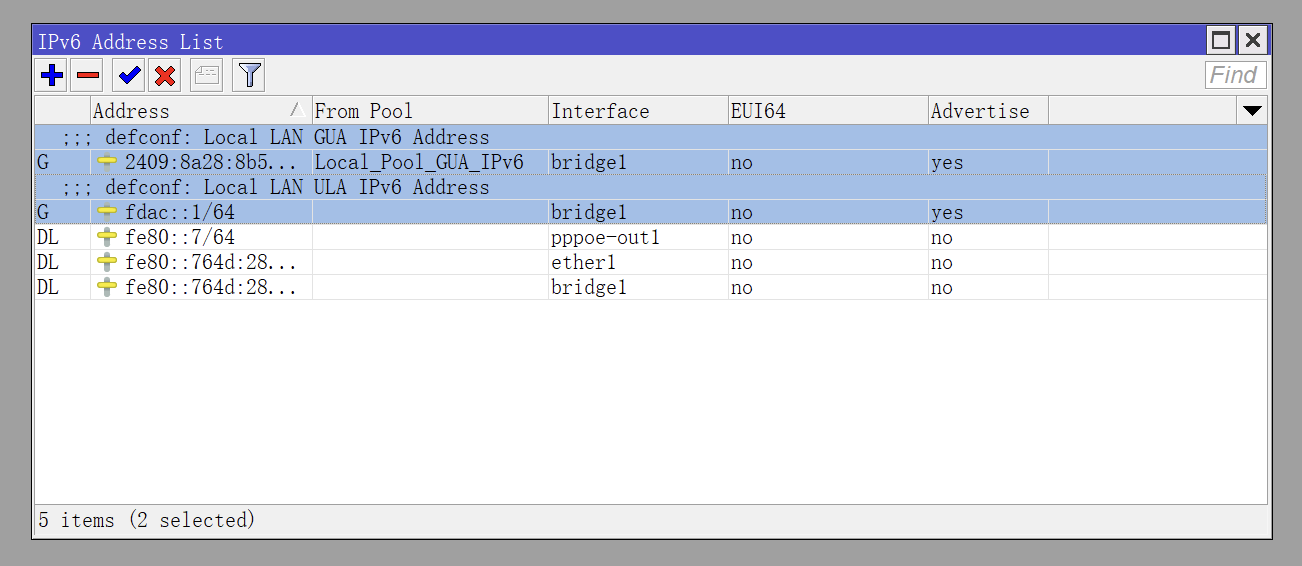 IPv6 Address List
Find
Address From Pool Interface EUI64 Advertise
;;; defconf: Local LAN GUA IPv6 Address
G 2409:8a28:8b5... Local_Pool_GUA_IPv6 bridge1 no yes
;;; defconf: Local LAN ULA IPv6 Address
G fdac::1/64 bridge1 no yes
DL fe80::7/64 pppoe-out1 no no
DL fe80::764d:28... ether1 no no
DL fe80::764d:28... bridge1 no no
5 items (2 selected)